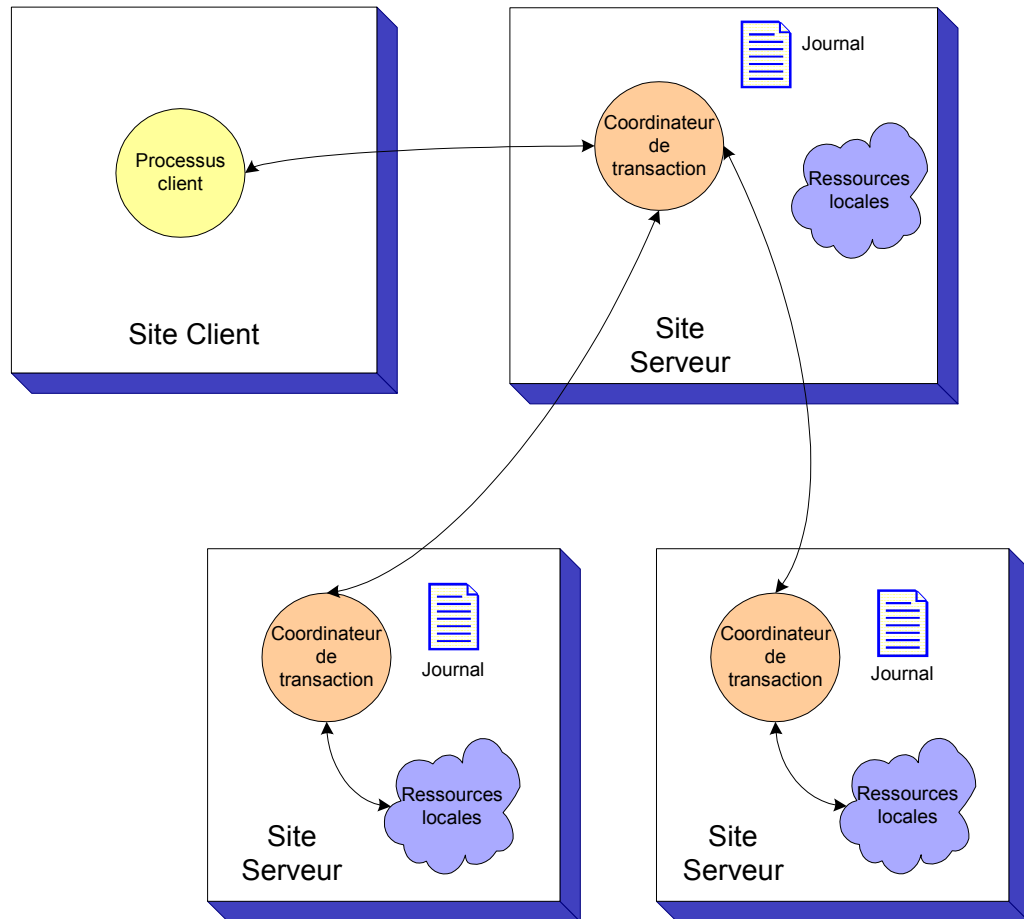 Journal
Coordinateur
de
transaction
Processus
client
Ressources
locales
Site Client
Site
Serveur
Coordinateur
de
transaction
Journal
Ressources
locales
Site
Serveur
Coordinateur
de
transaction
Journal
Ressources
locales
Site
Serveur